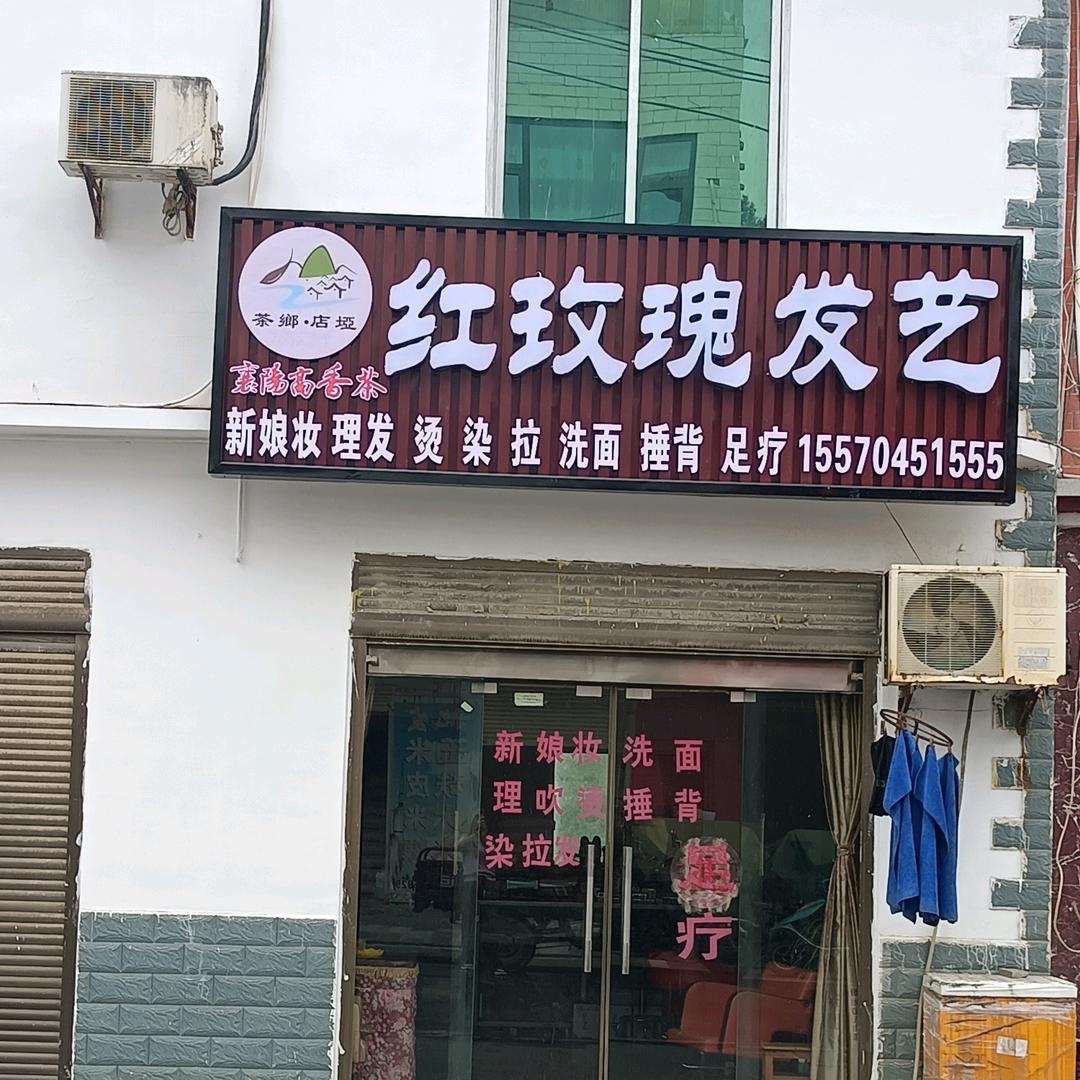 茶鄉·店埡
襄陽高香茶
红玫瑰发艺
新娘妆 理发 烫 染 拉 洗面 捶背 足疗 15570451555
新娘妆 洗面
理吹烫 捶背
染拉发
足
疗